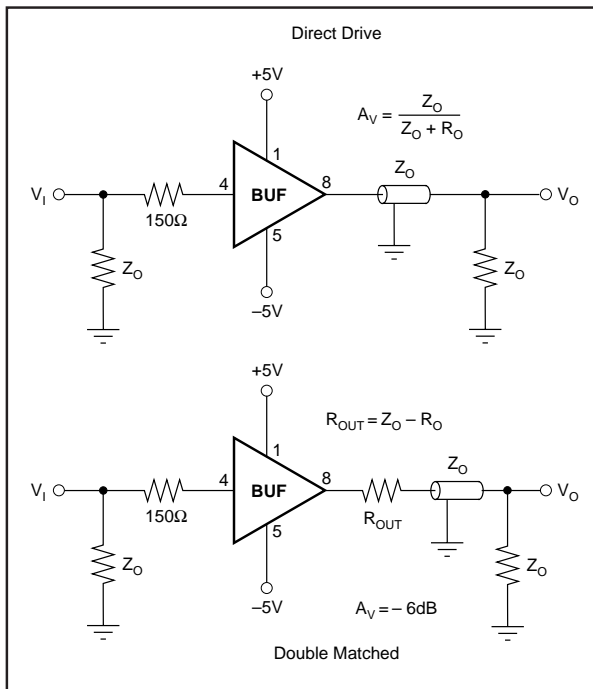 Direct Drive
+5V
A_V = Z_O / (Z_O + R_O)
1
Z_O
V_I
4
BUF
8
V_O
150Ω
5
Z_O
Z_O
–5V
+5V
R_OUT = Z_O – R_O
1
Z_O
V_I
4
BUF
8
V_O
150Ω
5
R_OUT
Z_O
Z_O
–5V
A_V = – 6dB
Double Matched